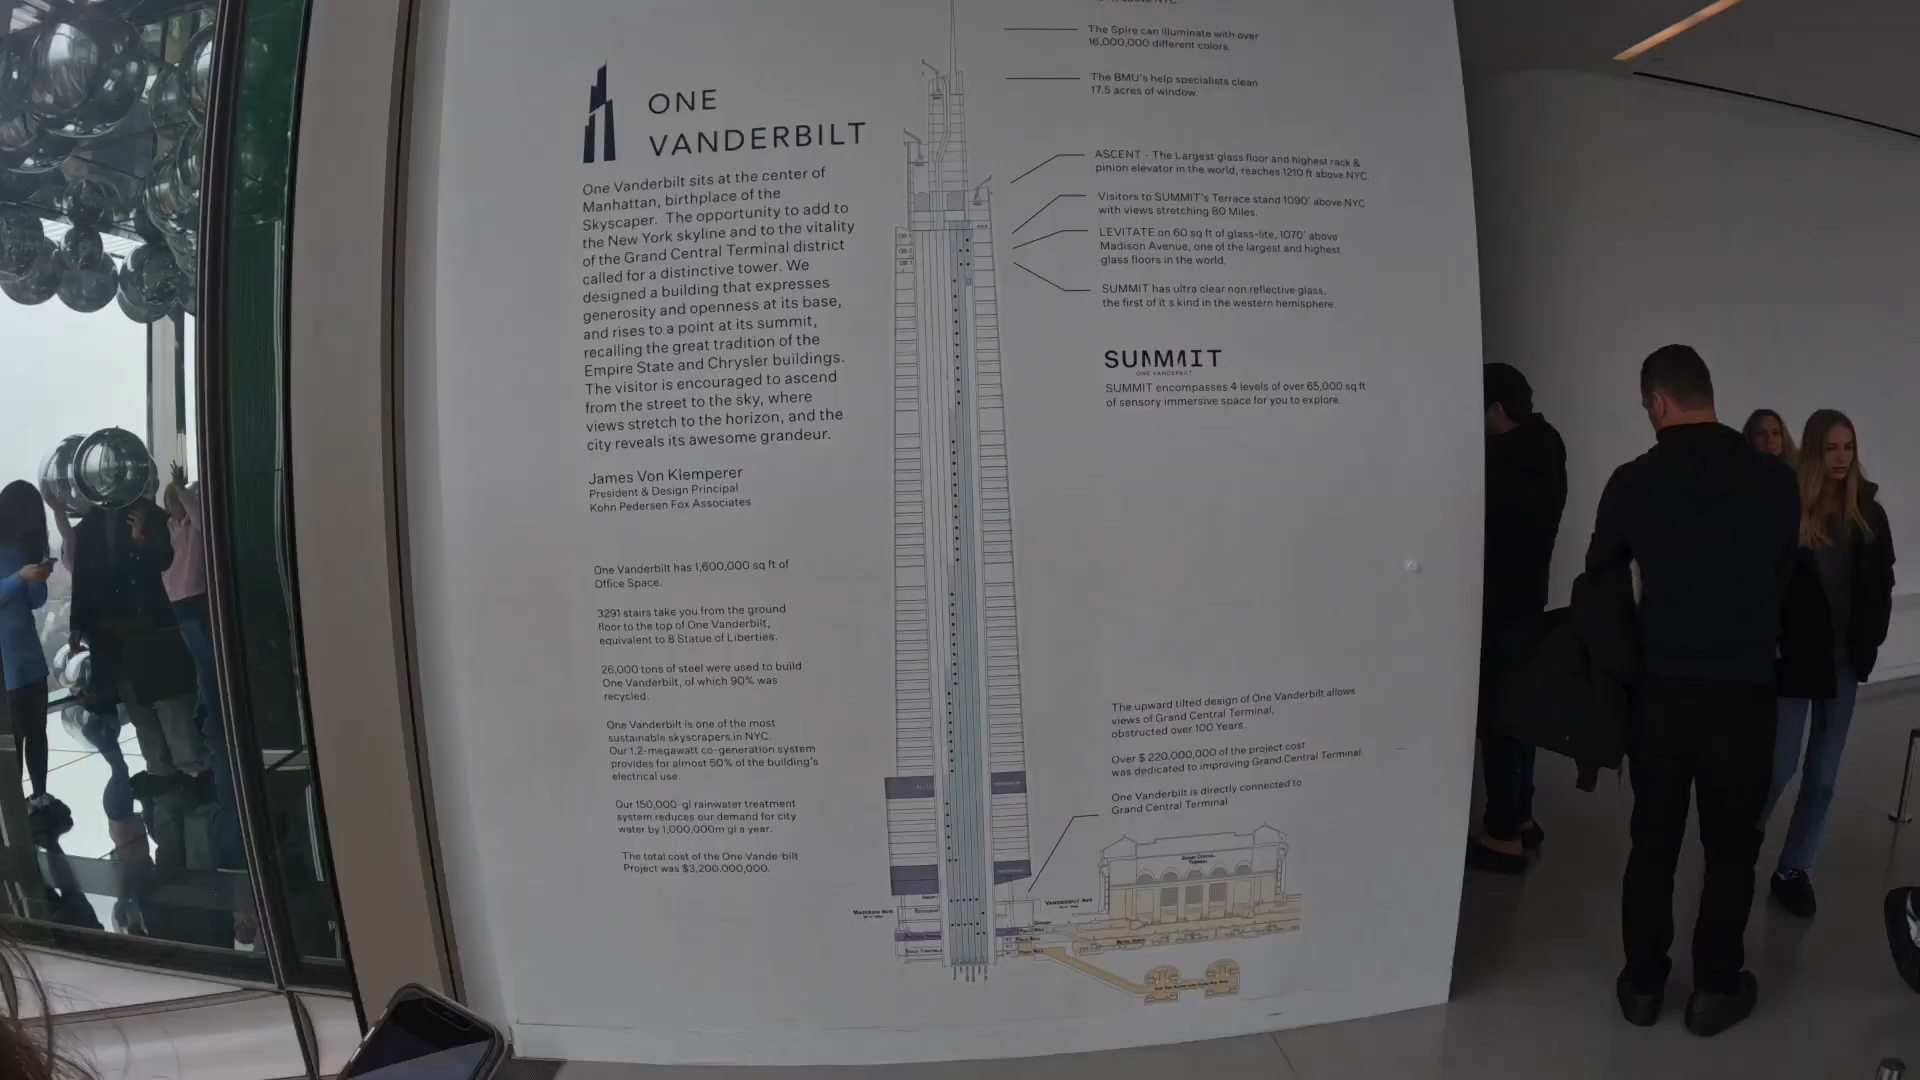 ONE
VANDERBILT
One Vanderbilt sits at the center of
Manhattan, birthplace of the
Skyscaper. The opportunity to add to
the New York skyline and to the vitality
of the Grand Central Terminal district
called for a distinctive tower. We
designed a building that expresses
generosity and openness at its base,
and rises to a point at its summit,
recalling the great tradition of the
Empire State and Chrysler buildings.
The visitor is encouraged to ascend
from the street to the sky, where
views stretch to the horizon, and the
city reveals its awesome grandeur.
James Von Klemperer
President & Design Principal
Kohn Pedersen Fox Associates
One Vanderbilt has 1,600,000 sq ft of
Office Space.
3291 stairs take you from the ground
floor to the top of One Vanderbilt,
equivalent to 8 Statue of Liberties.
26,000 tons of steel were used to build
One Vanderbilt, of which 90% was
recycled.
One Vanderbilt is one of the most
sustainable skyscrapers in NYC.
Our 1.2-megawatt co-generation system
provides for almost 50% of the building's
electrical use.
Our 150,000-gl rainwater treatment
system reduces our demand for city
water by 1,000,000m gl a year.
The total cost of the One Vande bilt
Project was $3,200,000,000.
above NYC.
The Spire can illuminate with over
16,000,000 different colors.
The BMU's help specialists clean
17.5 acres of window.
ASCENT - The Largest glass floor and highest rack &
pinion elevator in the world, reaches 1210 ft above NYC.
Visitors to SUMMIT's Terrace stand 1090' above NYC
with views stretching 80 Miles.
LEVITATE on 60 sq ft of glass-lite, 1070' above
Madison Avenue, one of the largest and highest
glass floors in the world.
SUMMIT has ultra clear non reflective glass,
the first of it s kind in the western hemisphere.
SUMMIT
ONE VANDERBILT
SUMMIT encompasses 4 levels of over 65,000 sq ft
of sensory immersive space for you to explore.
The upward tilted design of One Vanderbilt allows
views of Grand Central Terminal,
obstructed over 100 Years.
Over $ 220,000,000 of the project cost
was dedicated to improving Grand Central Terminal.
One Vanderbilt is directly connected to
Grand Central Terminal
GRAND CENTRAL
TERMINAL
MADISON AVE
VANDERBILT AVE
METRO NORTH